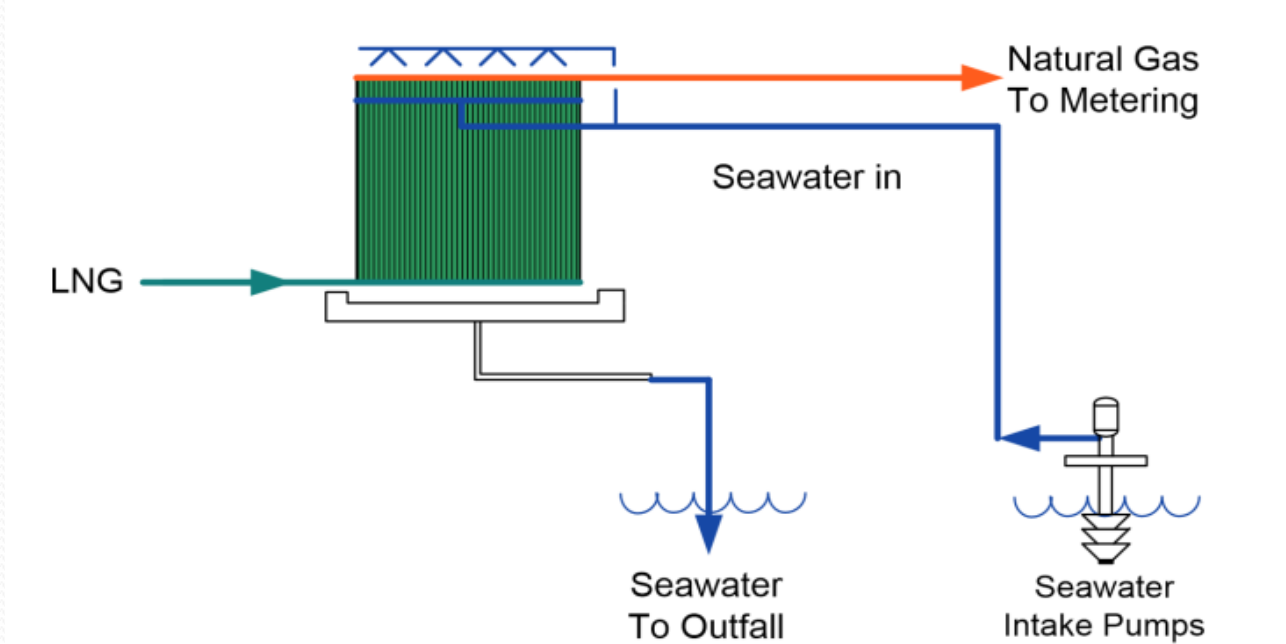 Natural Gas
To Metering
Seawater in
LNG
Seawater
To Outfall
Seawater
Intake Pumps